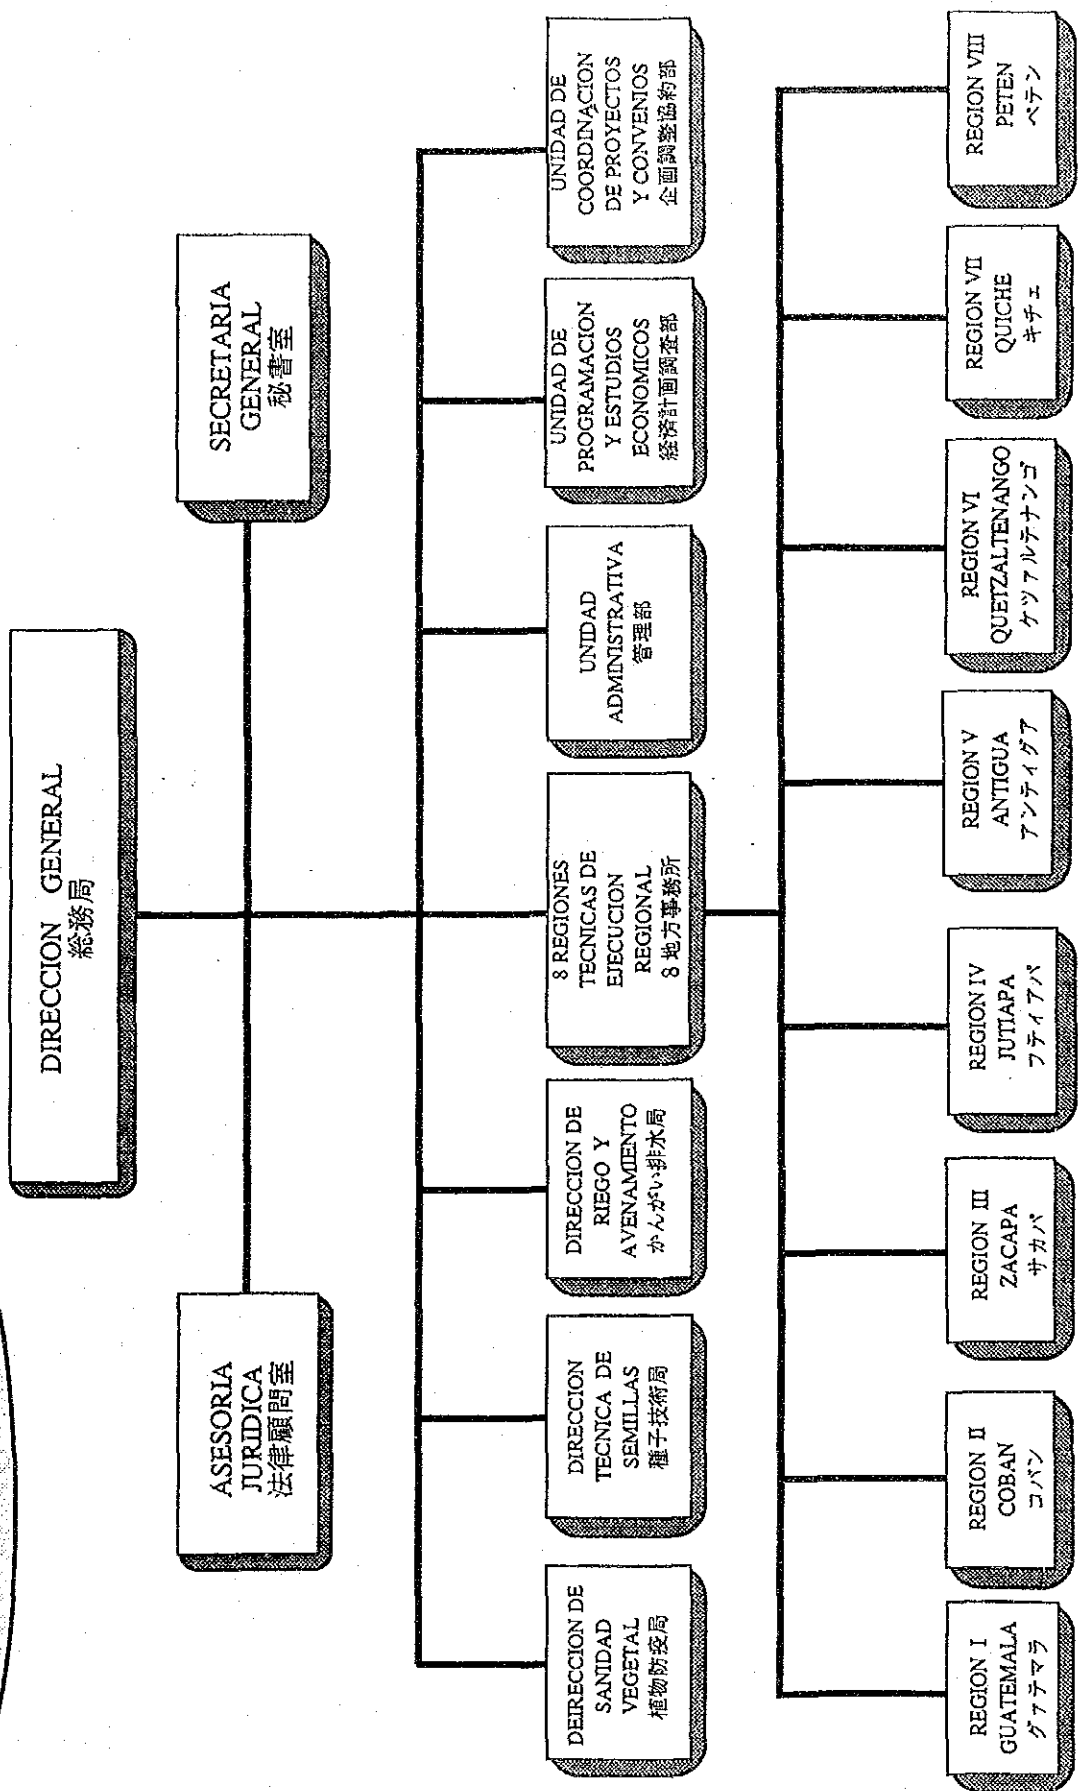 DIRECCION GENERAL
総務局
ASESORIA
JURIDICA
法律顧問室
SECRETARIA
GENERAL
秘書室
DEIRECCION DE
SANIDAD
VEGETAL
植物防疫局
DIRECCION
TECNICA DE
SEMILLAS
種子技術局
DIRECCION DE
RIEGO Y
AVENAMIENTO
かんがい排水局
8 REGIONES
TECNICAS DE
EJECUCION
REGIONAL
8 地方事務所
UNIDAD
ADMINISTRATIVA
管理部
UNIDAD DE
PROGRAMACION
Y ESTUDIOS
ECONOMICOS
経済計画調査部
UNIDAD DE
COORDINACION
DE PROYECTOS
Y CONVENIOS
企画調整協約部
REGION I
GUATEMALA
グァテマラ
REGION II
COBAN
コバン
REGION III
ZACAPA
サカパ
REGION IV
JUTIAPA
フティアパ
REGION V
ANTIGUA
アンティグア
REGION VI
QUETZALTENANGO
ケツァルテナンゴ
REGION VII
QUICHE
キチェ
REGION VIII
PETEN
ペテン